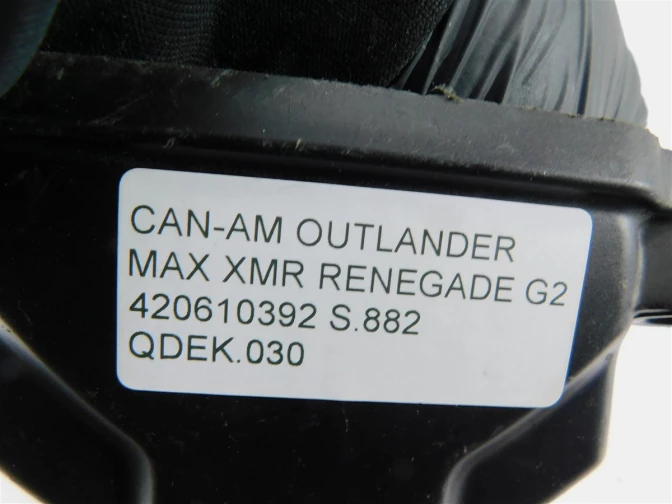 CAN-AM OUTLANDER
MAX XMR RENEGADE G2
420610392 S.882
QDEK.030